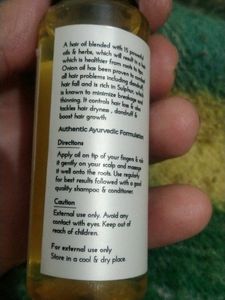 A hair oil blended with 15 powerful
oils & herbs, which will result in a
which is healthier from roots to tips.
Onion oil has been proven to control
all hair problems including dandruff,
hair fall and is rich in Sulphur, which
is known to minimize breakage and
thinning. It controls hair loss & also
tackles hair dryness, dandruff &
boost hair growth
Authentic Ayurvedic Formulation
Directions
Apply oil on tip of your fingers & rub
it gently on your scalp and massage
it well onto the roots. Use regularly
for best results followed with a good
quality shampoo & conditioner.
Caution
External use only. Avoid any
contact with eyes. Keep out of
reach of children.
For external use only
Store in a cool & dry place.